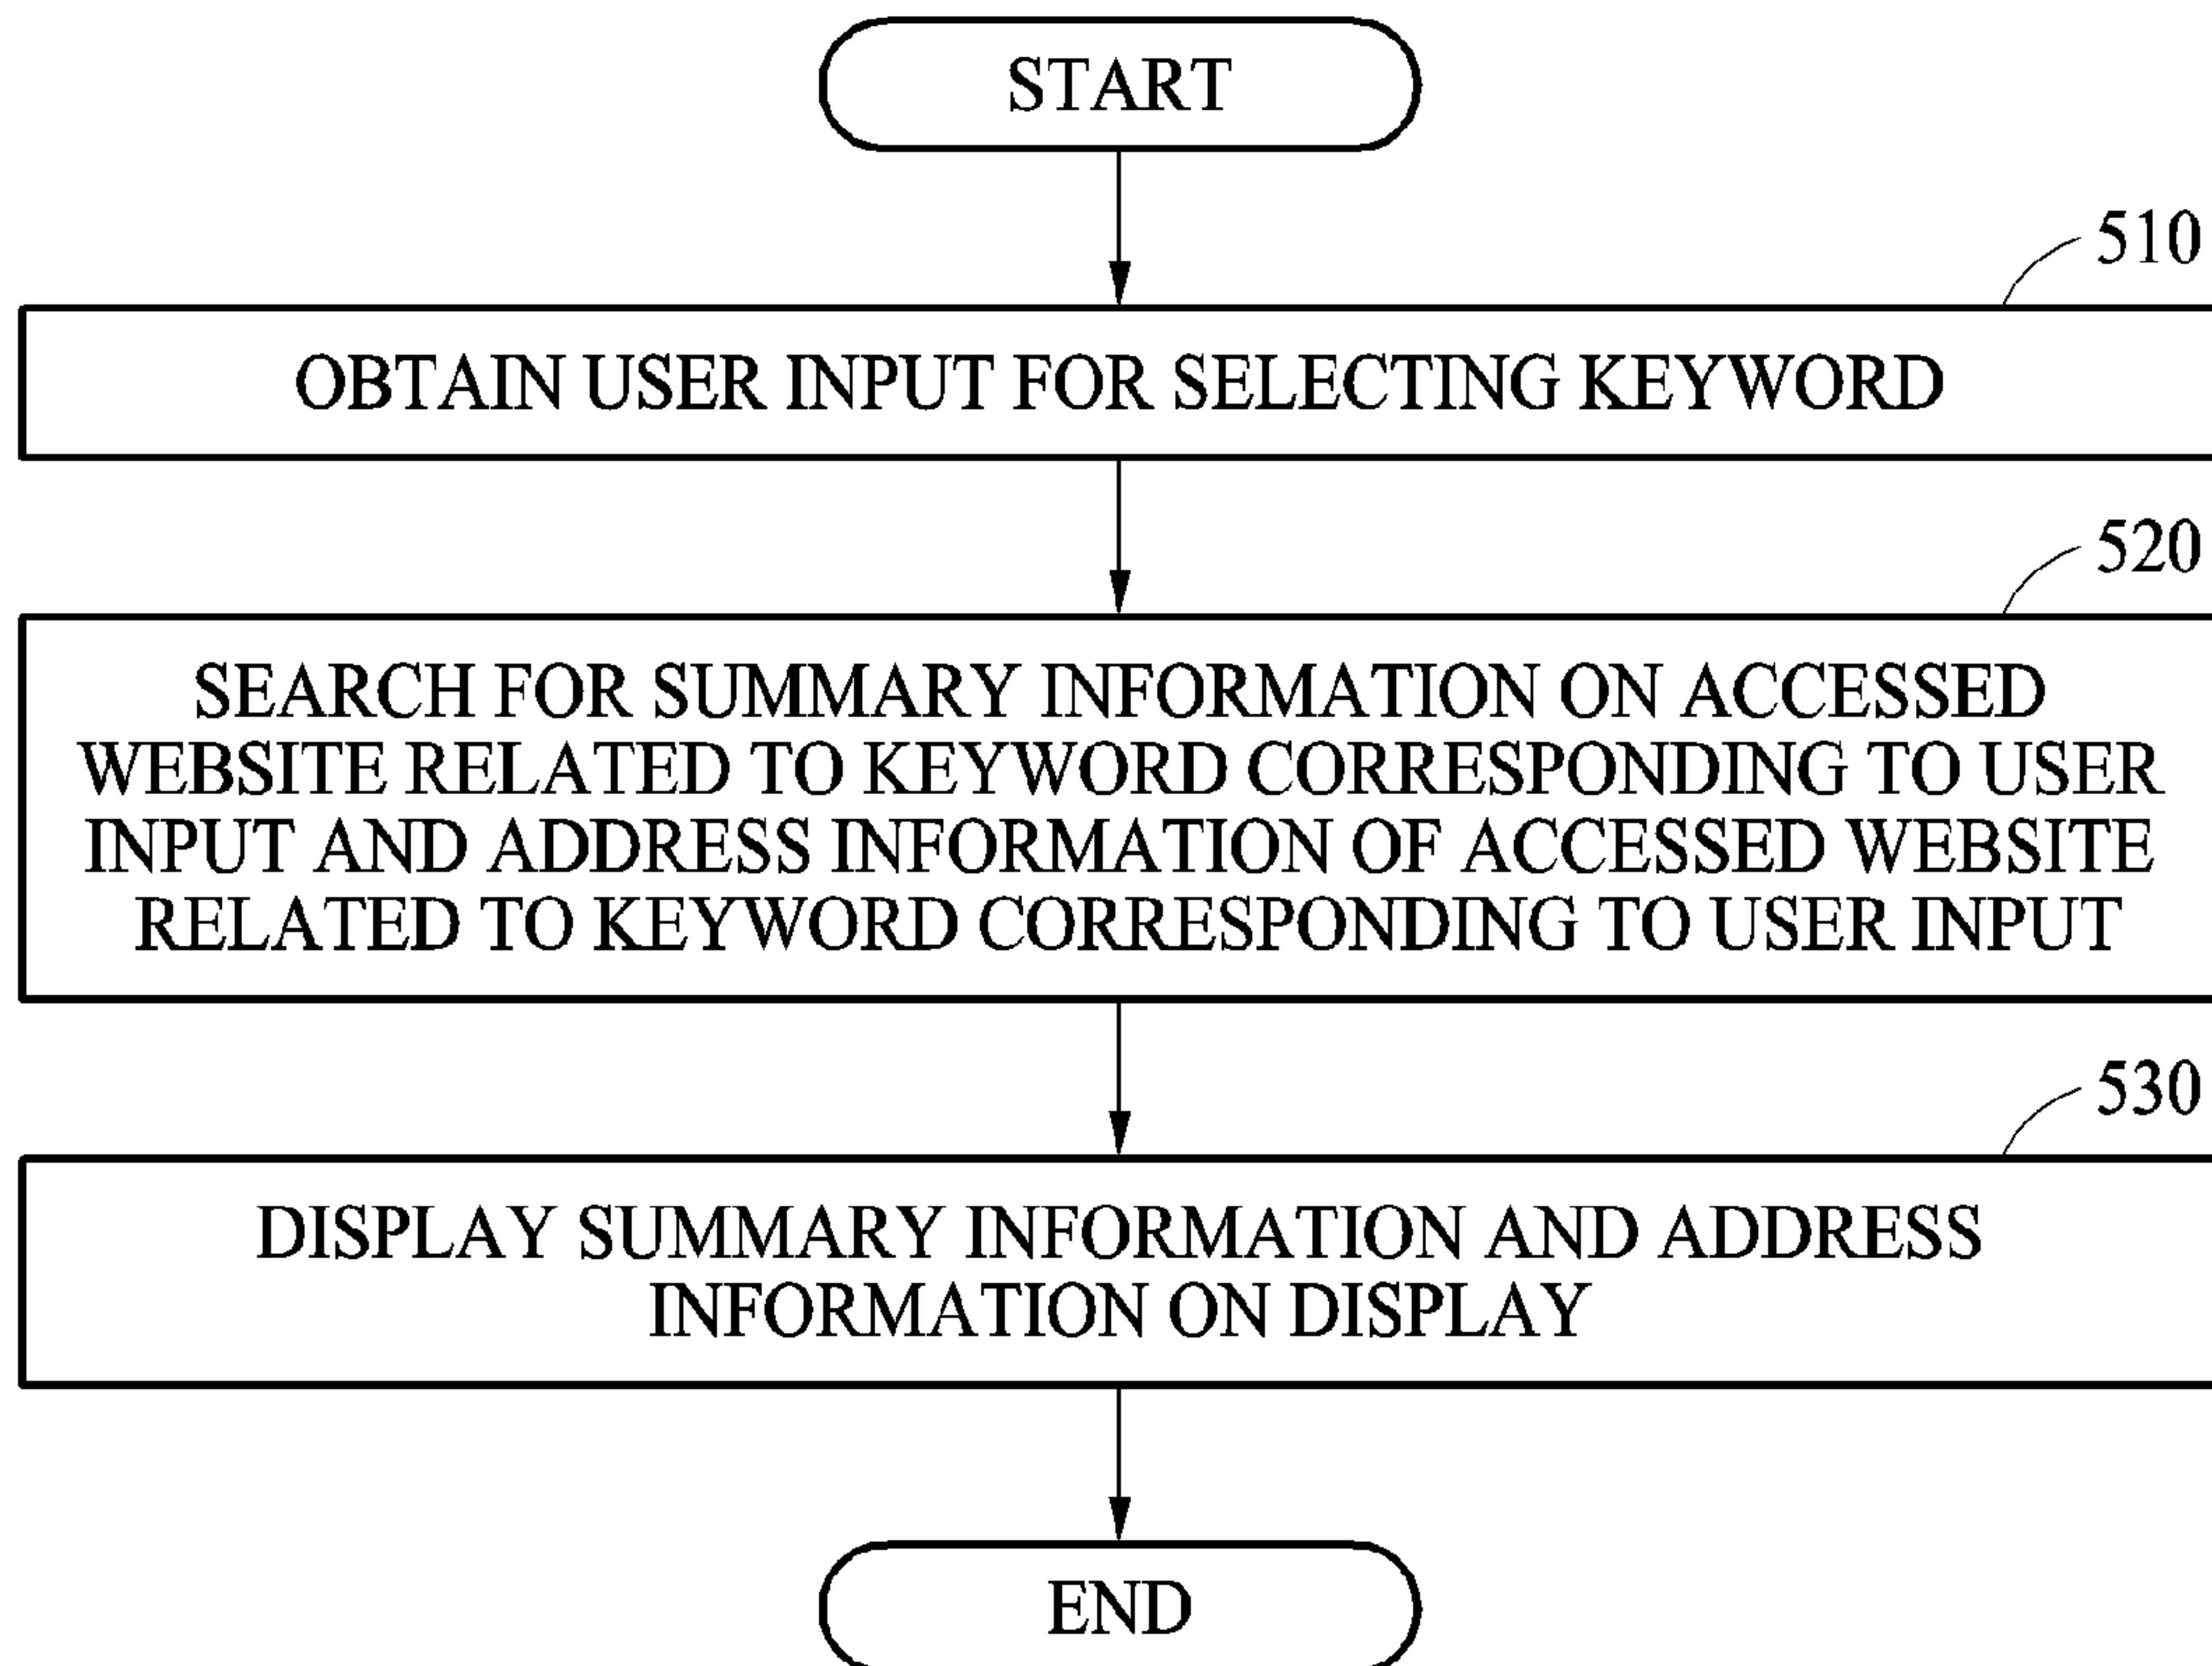 START
510
OBTAIN USER INPUT FOR SELECTING KEYWORD
520
SEARCH FOR SUMMARY INFORMATION ON ACCESSED
WEBSITE RELATED TO KEYWORD CORRESPONDING TO USER
INPUT AND ADDRESS INFORMATION OF ACCESSED WEBSITE
RELATED TO KEYWORD CORRESPONDING TO USER INPUT
530
DISPLAY SUMMARY INFORMATION AND ADDRESS
INFORMATION ON DISPLAY
END